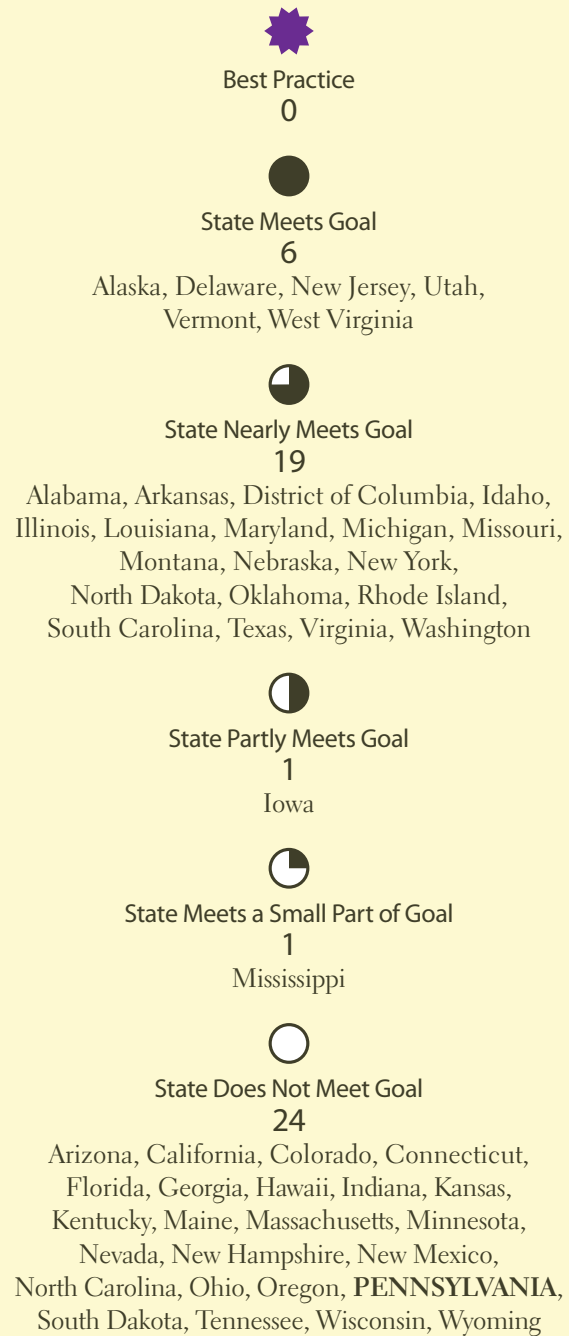 Best Practice
0
State Meets Goal
6
Alaska, Delaware, New Jersey, Utah,
Vermont, West Virginia
State Nearly Meets Goal
19
Alabama, Arkansas, District of Columbia, Idaho,
Illinois, Louisiana, Maryland, Michigan, Missouri,
Montana, Nebraska, New York,
North Dakota, Oklahoma, Rhode Island,
South Carolina, Texas, Virginia, Washington
State Partly Meets Goal
1
Iowa
State Meets a Small Part of Goal
1
Mississippi
State Does Not Meet Goal
24
Arizona, California, Colorado, Connecticut,
Florida, Georgia, Hawaii, Indiana, Kansas,
Kentucky, Maine, Massachusetts, Minnesota,
Nevada, New Hampshire, New Mexico,
North Carolina, Ohio, Oregon, PENNSYLVANIA,
South Dakota, Tennessee, Wisconsin, Wyoming